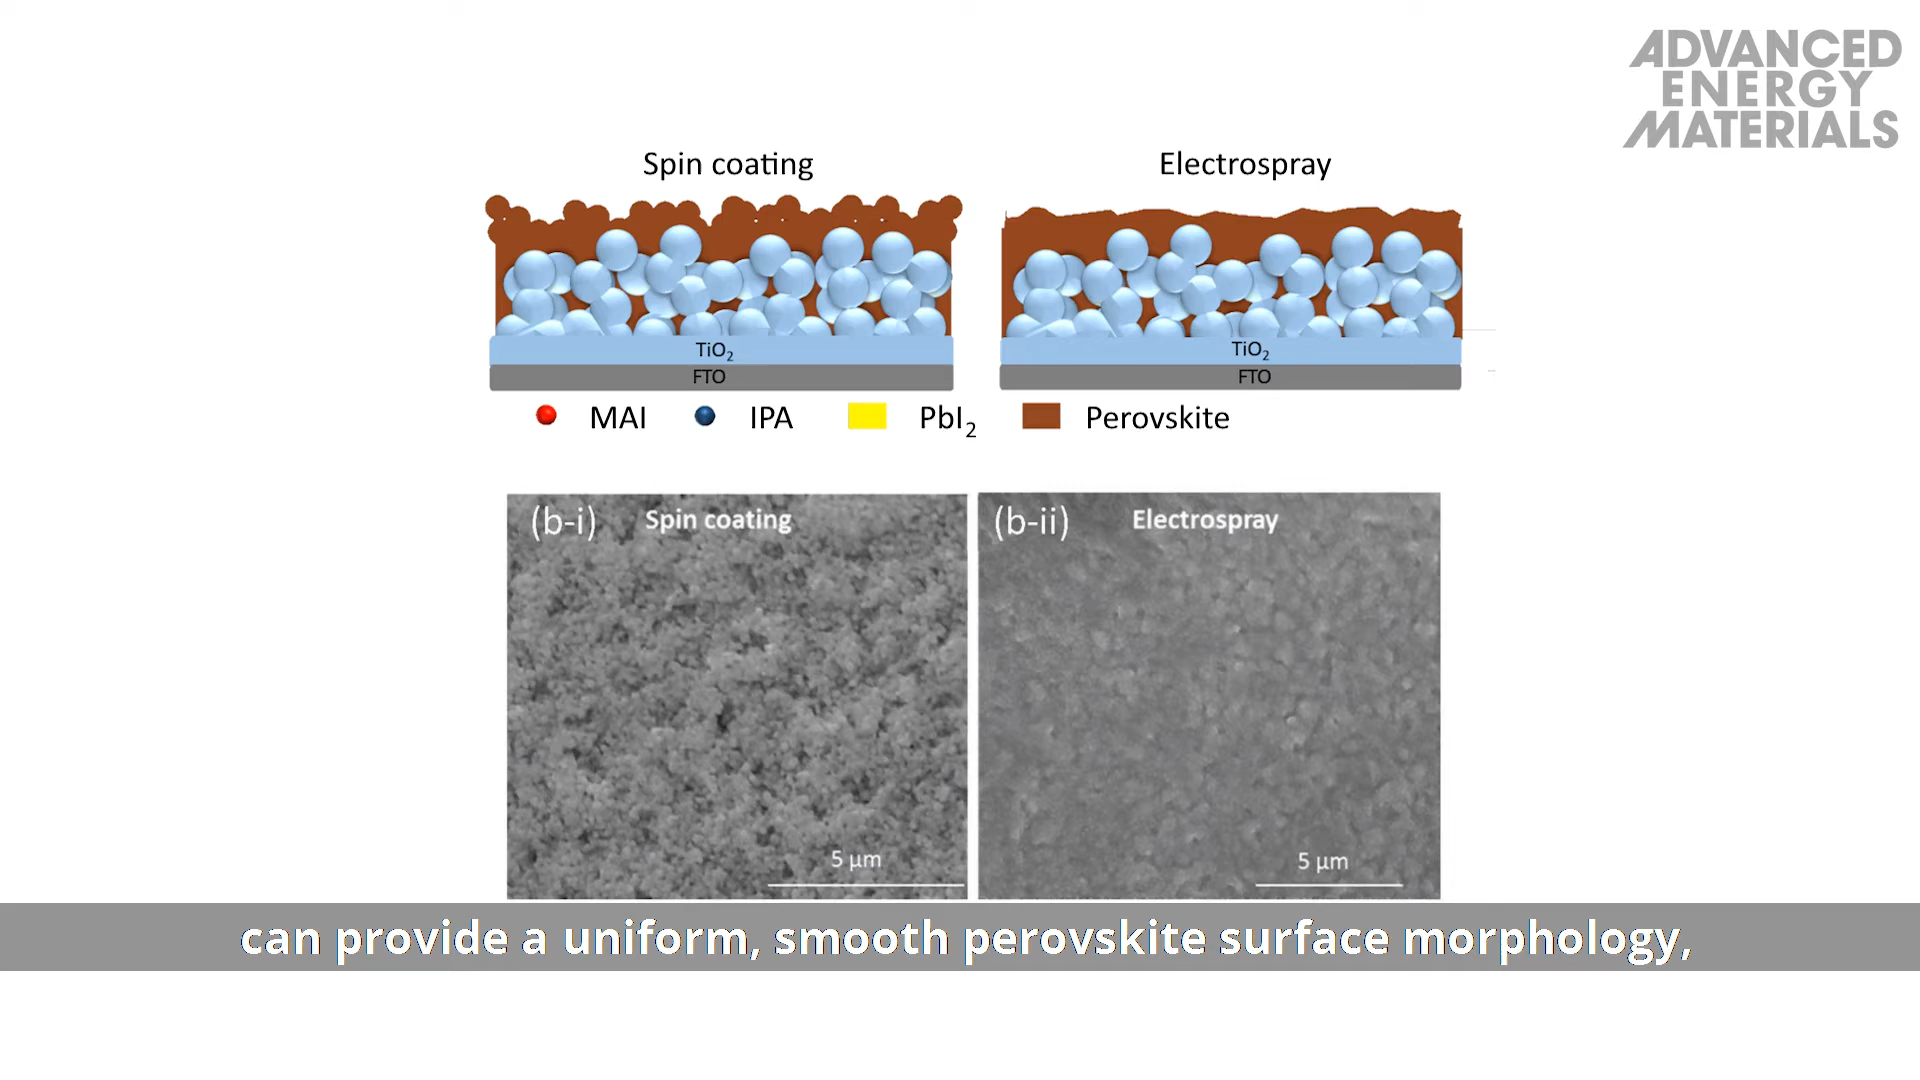 ADVANCED
ENERGY
MATERIALS
Spin coating
Electrospray
TiO2
FTO
TiO2
FTO
MAI IPA PbI2 Perovskite
(b-i) Spin coating
5 µm
(b-ii) Electrospray
5 µm
can provide a uniform, smooth perovskite surface morphology,